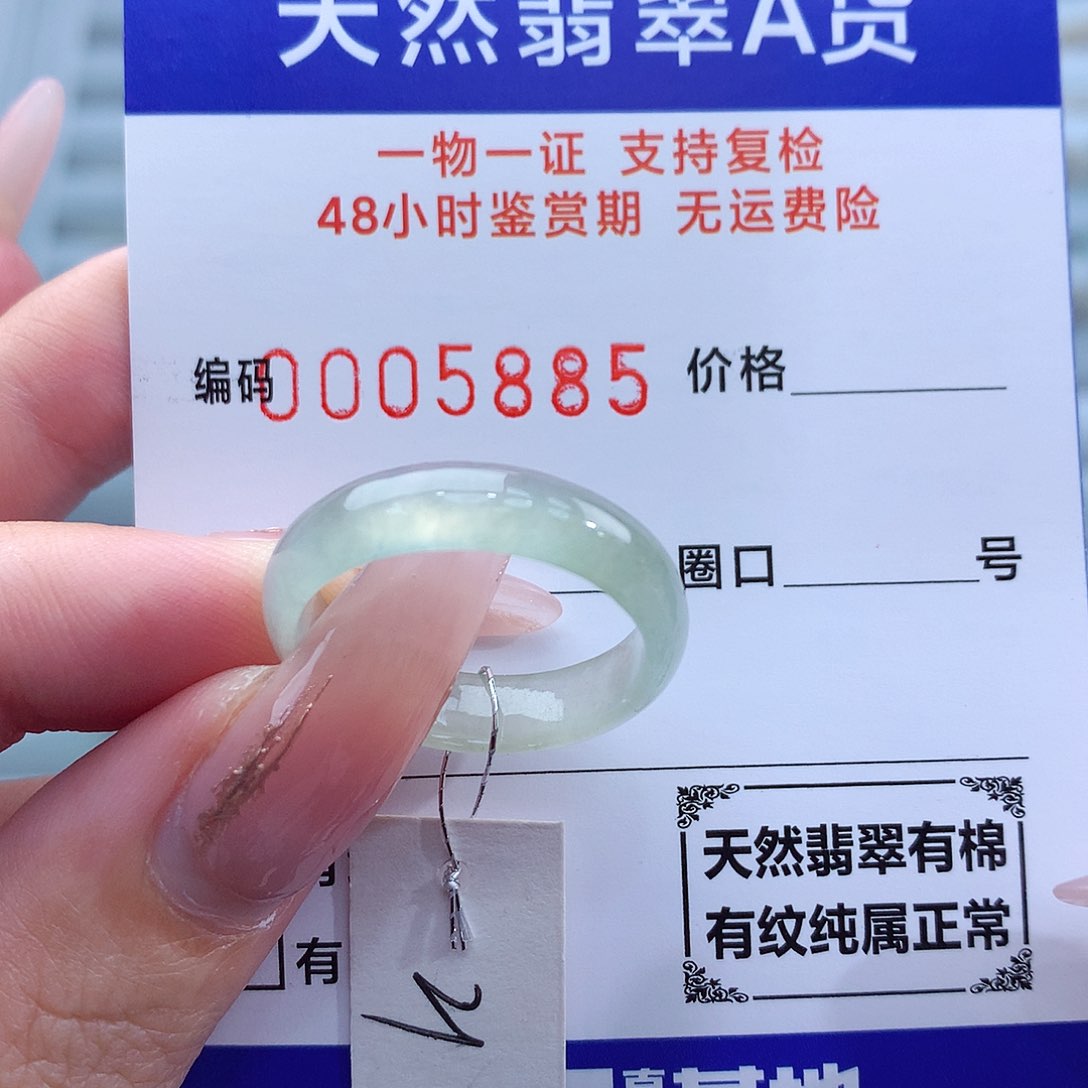 天然翡翠A货
一物一证 支持复检
48小时鉴赏期 无运费险
编码0005885 价格
圈口 号
天然翡翠有棉
有纹纯属正常
有